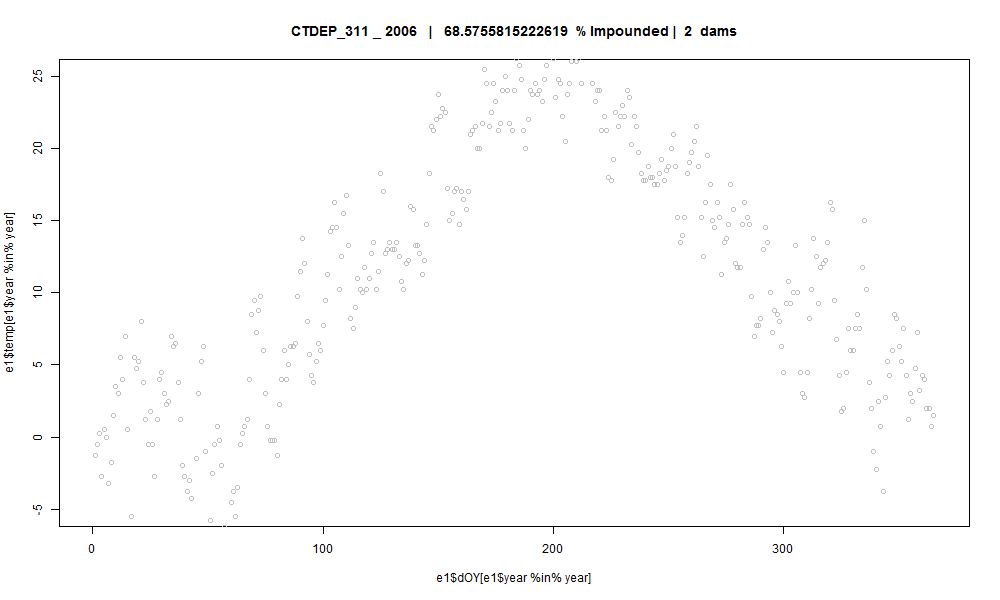 CTDEP_311 _ 2006 | 68.5755815222619 % Impounded | 2 dams
e1$temp[e1$year %in% year]
25
20
15
10
5
0
-5
0 100 200 300
e1$dOY[e1$year %in% year]